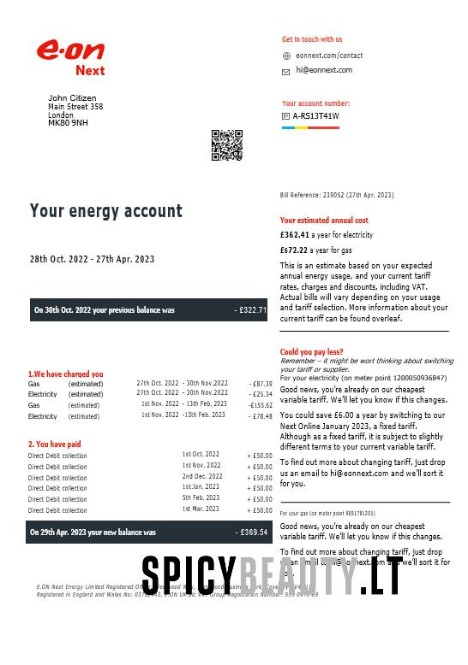 e·on
Next
Get in touch with us
eonnext.com/contact
hi@eonnext.com
John Citizen
Main Street 358
London
MK80 9NH
Your account number:
A-RS13T41W
Bill Reference: 219052 (27th Apr. 2023)
Your energy account
28th Oct. 2022 - 27th Apr. 2023
Your estimated annual cost
£362.41 a year for electricity
£672.22 a year for gas
This is an estimate based on your expected
annual energy usage, and your current tariff
rates, charges and discounts, including VAT.
Actual bills will vary depending on your usage
and tariff selection. More information about your
current tariff can be found overleaf.
On 30th Oct. 2022 your previous balance was - £322.71
1.We have charged you
Gas (estimated) 27th Oct. 2022 - 30th Nov.2022 - £87.39
Electricity (estimated) 27th Oct. 2022 - 30th Nov.2022 - £25.34
Gas (estimated) 1st Nov. 2022 - 13th Feb. 2023 -£155.62
Electricity (estimated) 1st Nov. 2022 -13th Feb. 2023 - £78.48
2. You have paid
Direct Debit collection 1st Oct. 2022 + £50.00
Direct Debit collection 1st Nov. 2022 + £50.00
Direct Debit collection 2nd Dec, 2022 + £50.00
Direct Debit collection 1st Jan, 2023 + £50.00
Direct Debit collection 5th Feb. 2023 + £50.00
Direct Debit collection 1st Mar. 2023 + £50.00
On 29th Apr. 2023 your new balance was - £369.54
Could you pay less?
Remember – it might be wort thinking about switching
your tariff or supplier.
For your electricity (on meter point 1200050936847)
Good news, you're already on our cheapest
variable tariff. We'll let you know if this changes.
You could save £6.00 a year by switching to our
Next Online January 2023, a fixed tariff.
Although as a fixed tariff, it is subject to slightly
different terms to your current variable tariff.
To find out more about changing tariff, just drop
us an email to hi@eonnext.com and we'll sort it
for you.
For your gas (on meter point
Good news, you're already on our cheapest
variable tariff. We'll let you know if this changes.
To find out more about changing tariff, just drop
we'll sort it for
SPICYBEAUTY.LT
E.ON Next Energy Limited Registered
Registered in England and Wales No: